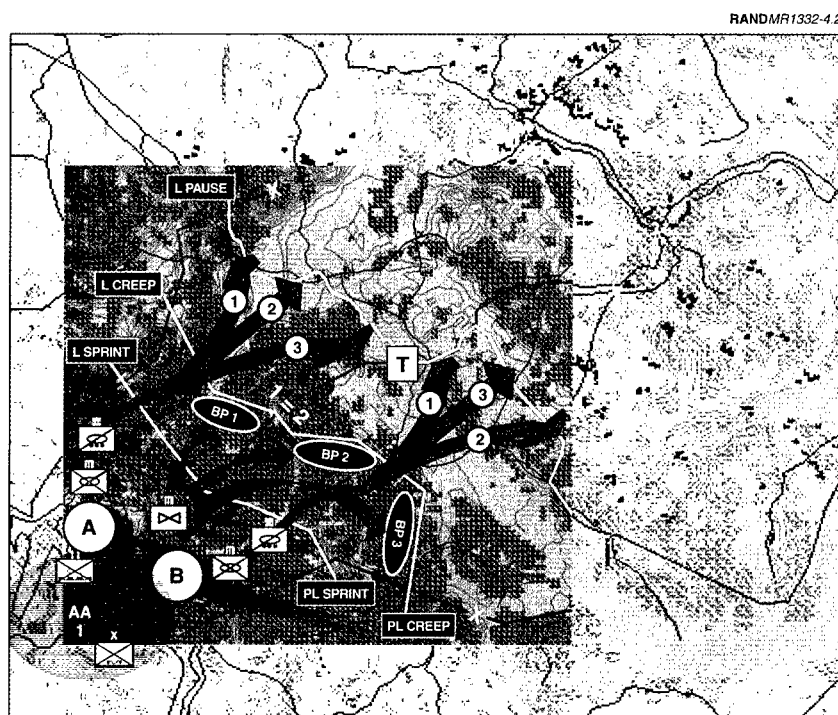 RANDMR1332-4.2
L PAUSE
L CREEP
1
2
L SPRINT
3
T
1
3
1=2
BP 1
2
BP 2
A
BP 3
B
PL SPRINT
AA
1
PL CREEP
X